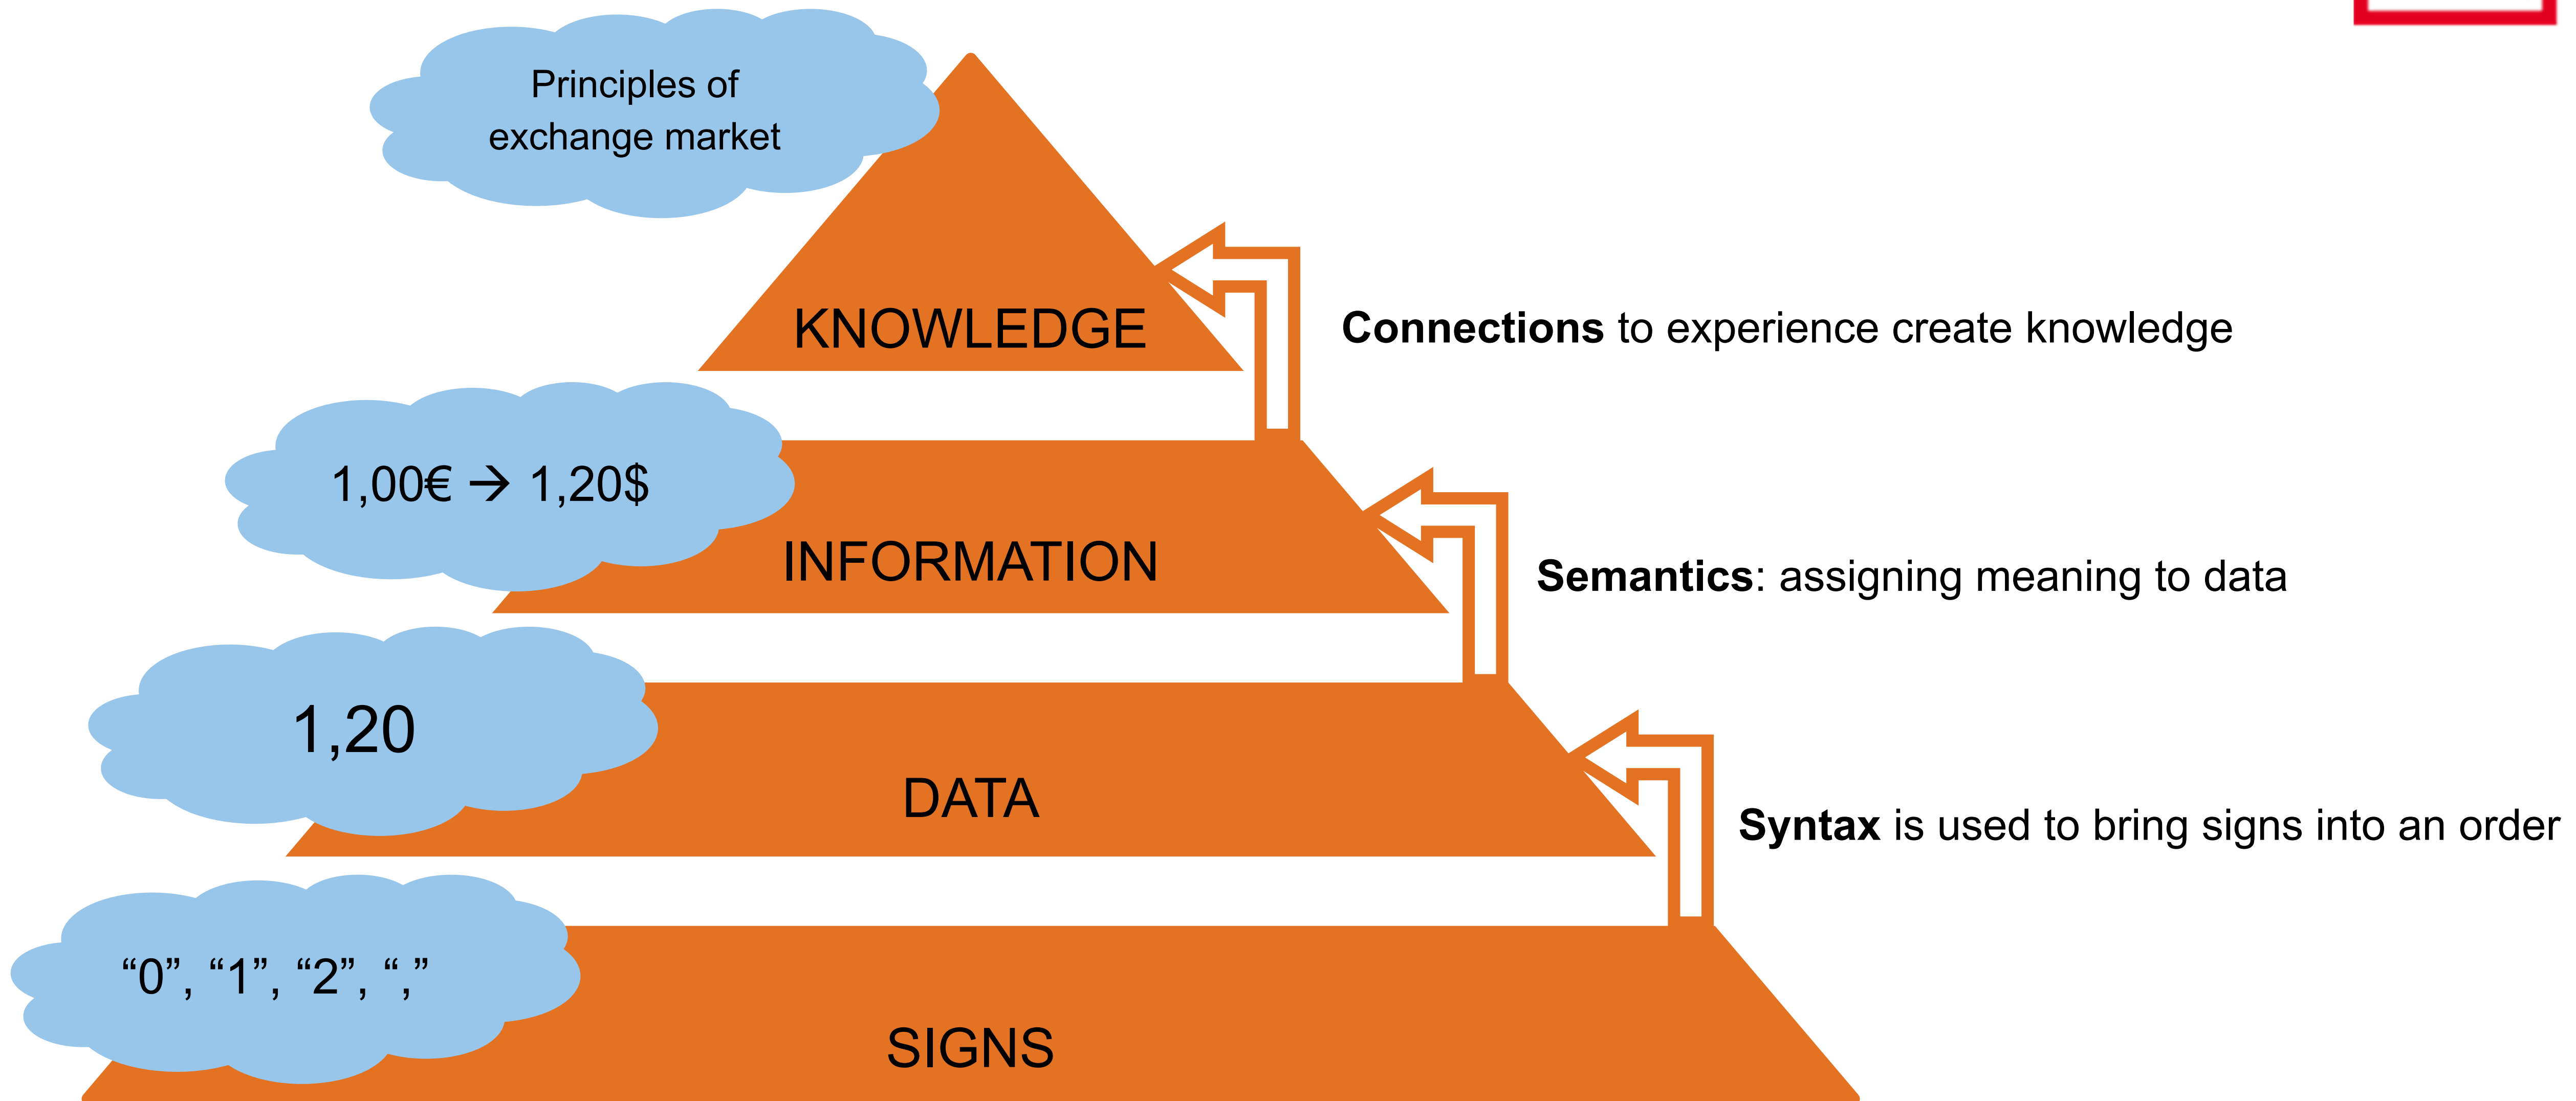 Principles of
exchange market
KNOWLEDGE
Connections to experience create knowledge
1,00€ → 1,20$
INFORMATION
Semantics: assigning meaning to data
1,20
DATA
Syntax is used to bring signs into an order
“0”, “1”, “2”, “,”
SIGNS